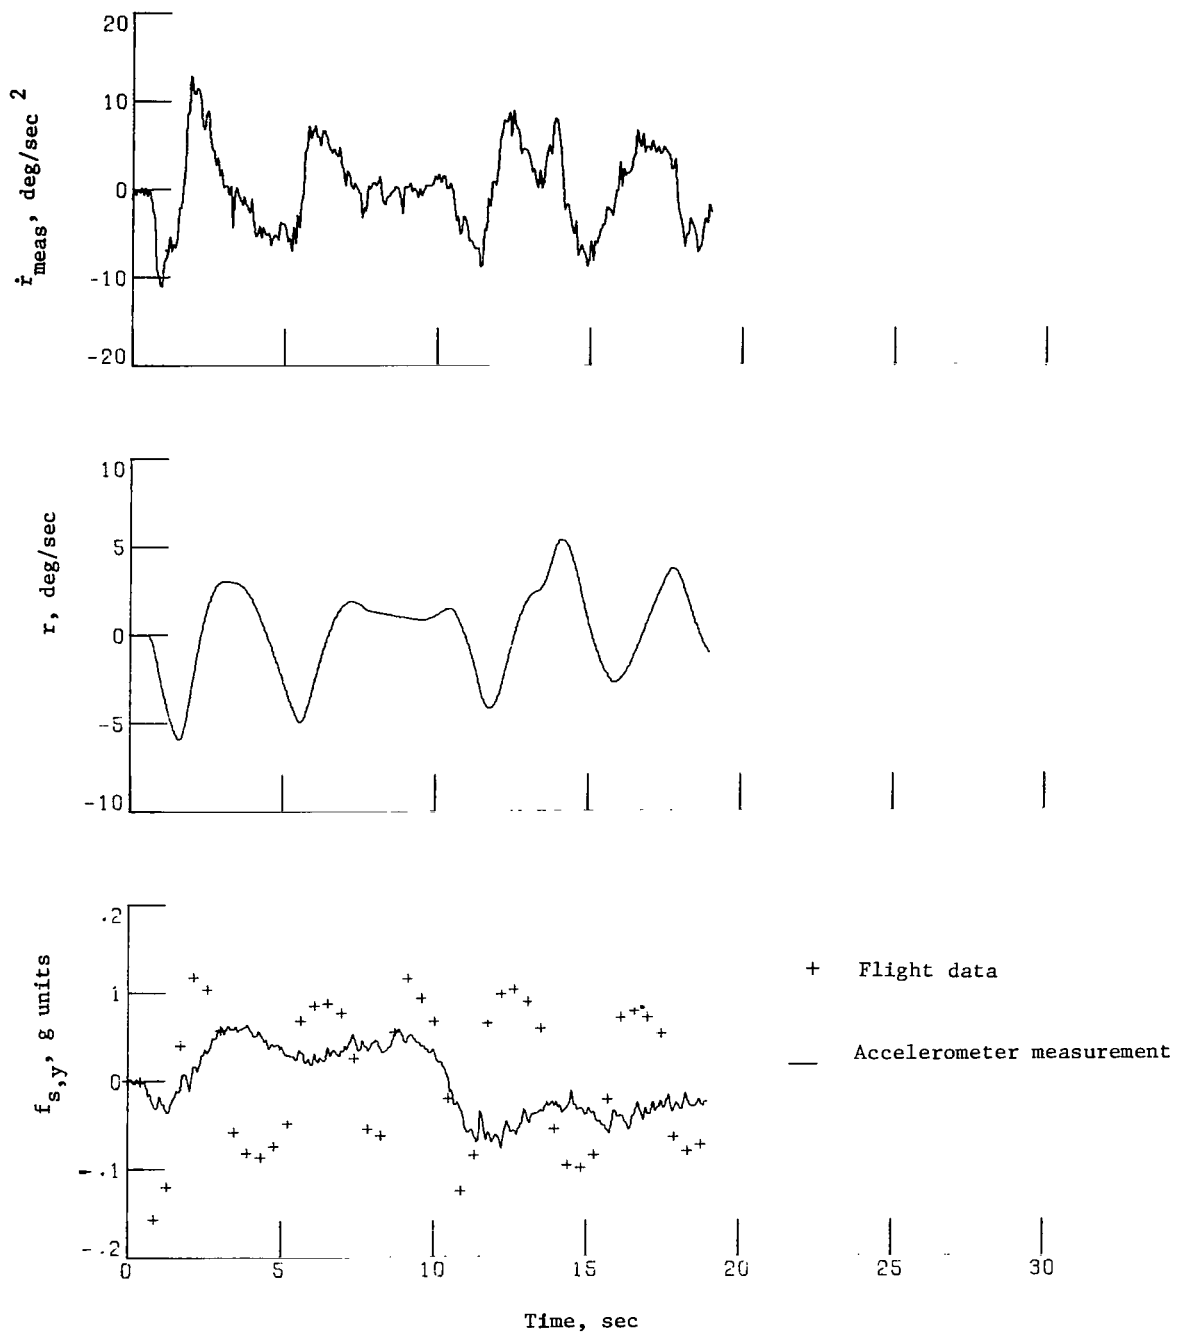 20
10
0
-10
-20
ṙmeas, deg/sec 2
10
5
0
-5
-10
r, deg/sec
.2
.1
0
-.1
-.2
fs,y, g units
+ Flight data
— Accelerometer measurement
0 5 10 15 20 25 30
Time, sec